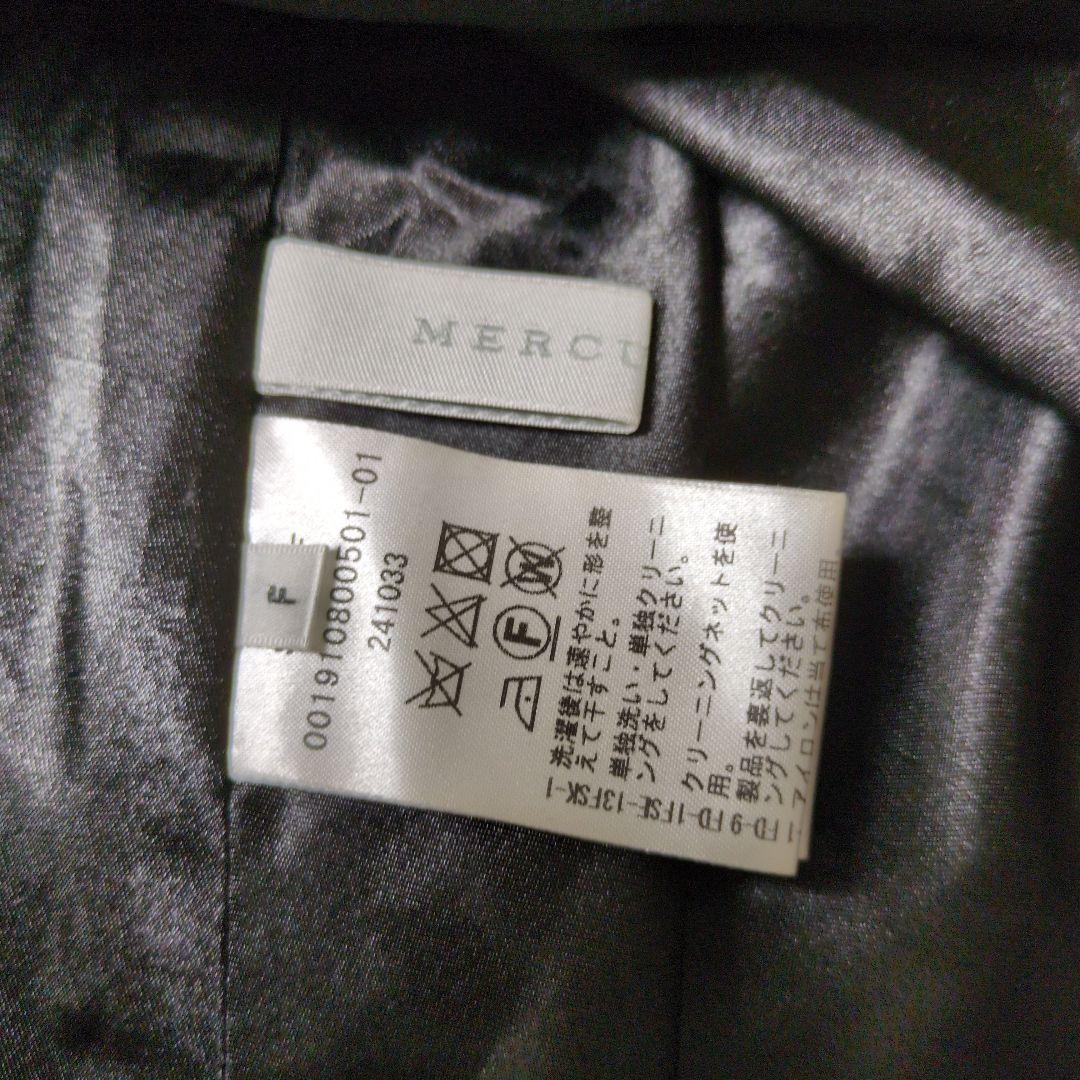 MERCU
F
001910800501-01
241033
W
F
洗濯後は速やかに形を整
えて干すこと。
単独洗い・単独クリーニ
ングをしてください。
クリーニングネットを使
用。
製品を裏返してクリーニ
ングしてください。
アイロンは当て布使用